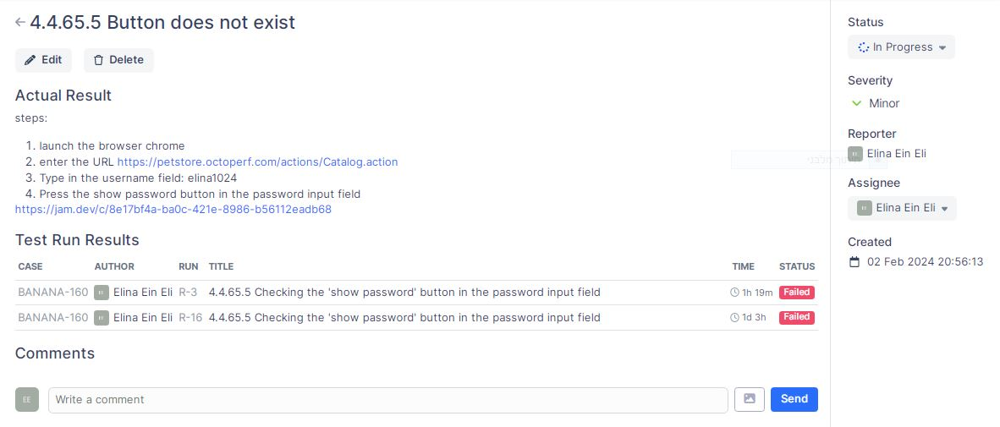 4.4.65.5 Button does not exist
Edit
Delete
Actual Result
steps:
1. launch the browser chrome
2. enter the URL https://petstore.octoperf.com/actions/Catalog.action
3. Type in the username field: elina1024
4. Press the show password button in the password input field
https://jam.dev/c/8e17bf4a-ba0c-421e-8986-b56112eadb68
Test Run Results
CASE AUTHOR RUN TITLE TIME STATUS
BANANA-160 EE Elina Ein Eli R-3 4.4.65.5 Checking the 'show password' button in the password input field 1h 19m Failed
BANANA-160 EE Elina Ein Eli R-16 4.4.65.5 Checking the 'show password' button in the password input field 1d 3h Failed
Comments
EE
Write a comment
Send
Status
In Progress
Severity
Minor
Reporter
EE Elina Ein Eli
Assignee
EE Elina Ein Eli
Created
02 Feb 2024 20:56:13